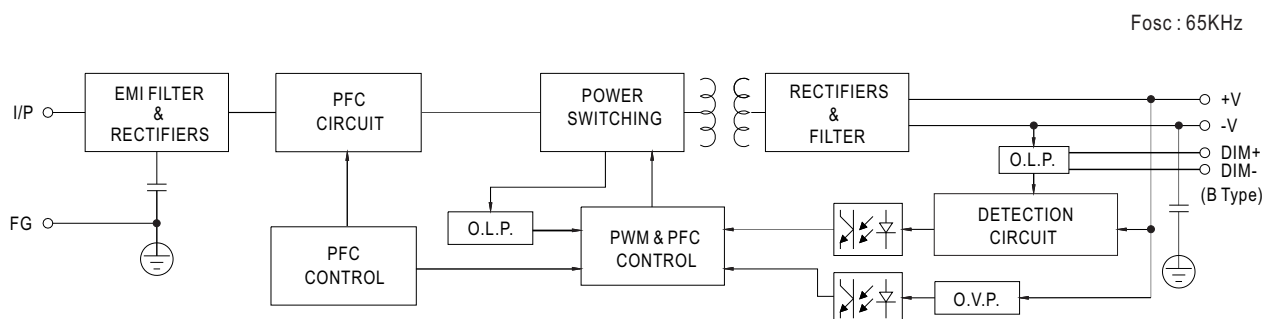 Fosc : 65KHz
I/P
EMI FILTER
&
RECTIFIERS
PFC
CIRCUIT
POWER
SWITCHING
RECTIFIERS
&
FILTER
+V
-V
O.L.P.
DIM+
DIM-
(B Type)
FG
O.L.P.
PFC
CONTROL
PWM & PFC
CONTROL
DETECTION
CIRCUIT
O.V.P.